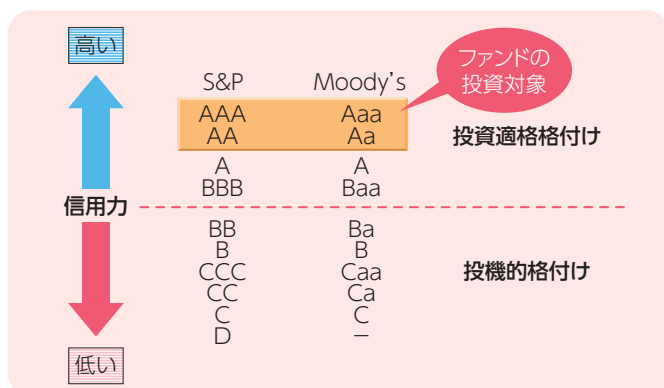 高い
ファンドの
投資対象
S&P Moody's
AAA Aaa
AA Aa
投資適格格付け
A A
BBB Baa
信用力
BB Ba
B B
CCC Caa
投機的格付け
CC Ca
C C
D −
低い